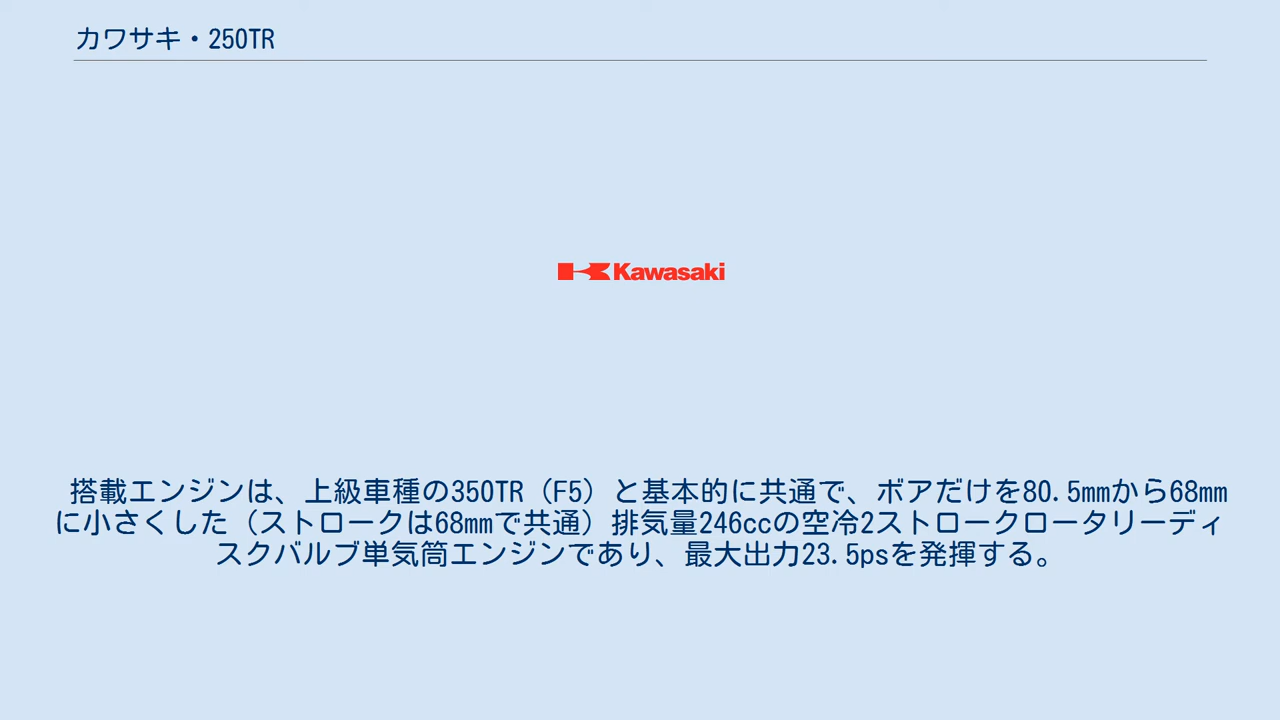 カワサキ・250TR
Kawasaki
搭載エンジンは、上級車種の350TR（F5）と基本的に共通で、ボアだけを80.5mmから68mm
に小さくした（ストロークは68mmで共通）排気量246ccの空冷2ストロークロータリーディ
スクバルブ単気筒エンジンであり、最大出力23.5psを発揮する。